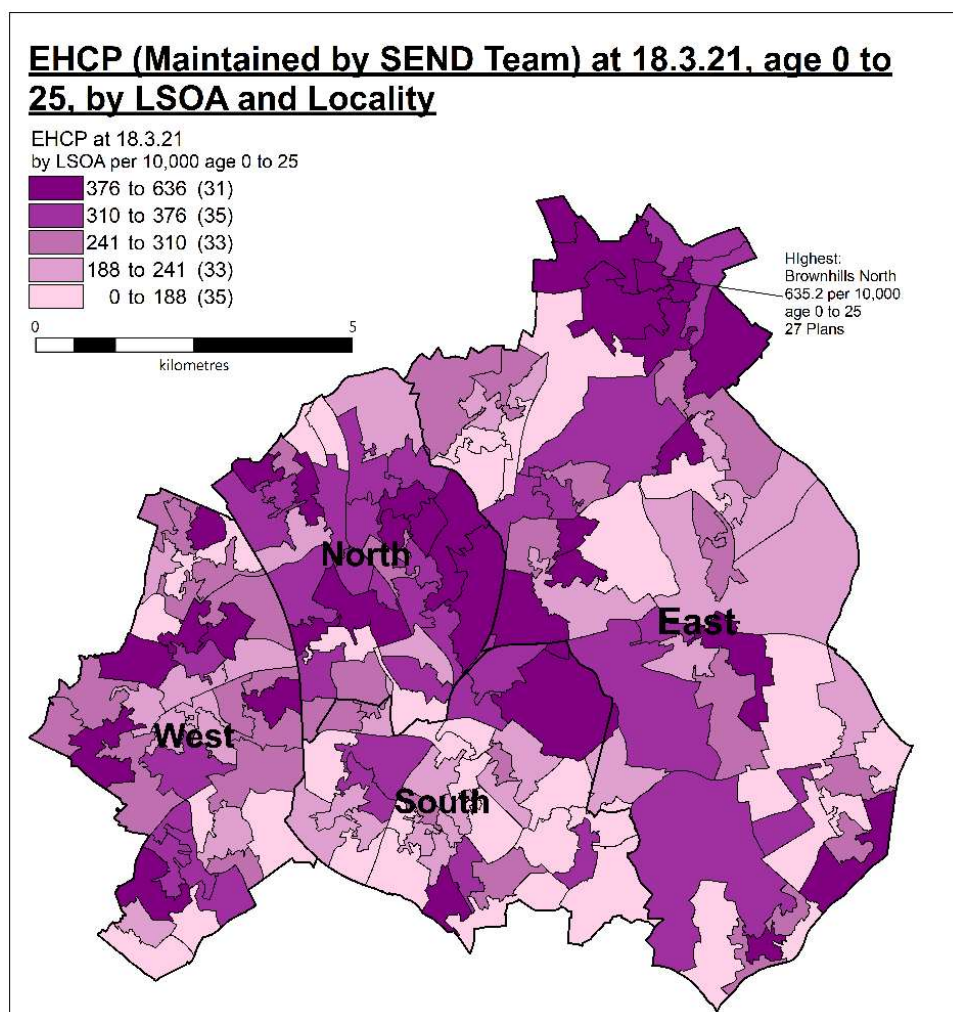 EHCP (Maintained by SEND Team) at 18.3.21, age 0 to
25, by LSOA and Locality
EHCP at 18.3.21
by LSOA per 10,000 age 0 to 25
376 to 636 (31)
310 to 376 (35)
241 to 310 (33)
188 to 241 (33)
0 to 188 (35)
0 5
kilometres
HIghest:
Brownhills North
635.2 per 10,000
age 0 to 25
27 Plans
North
East
West
South